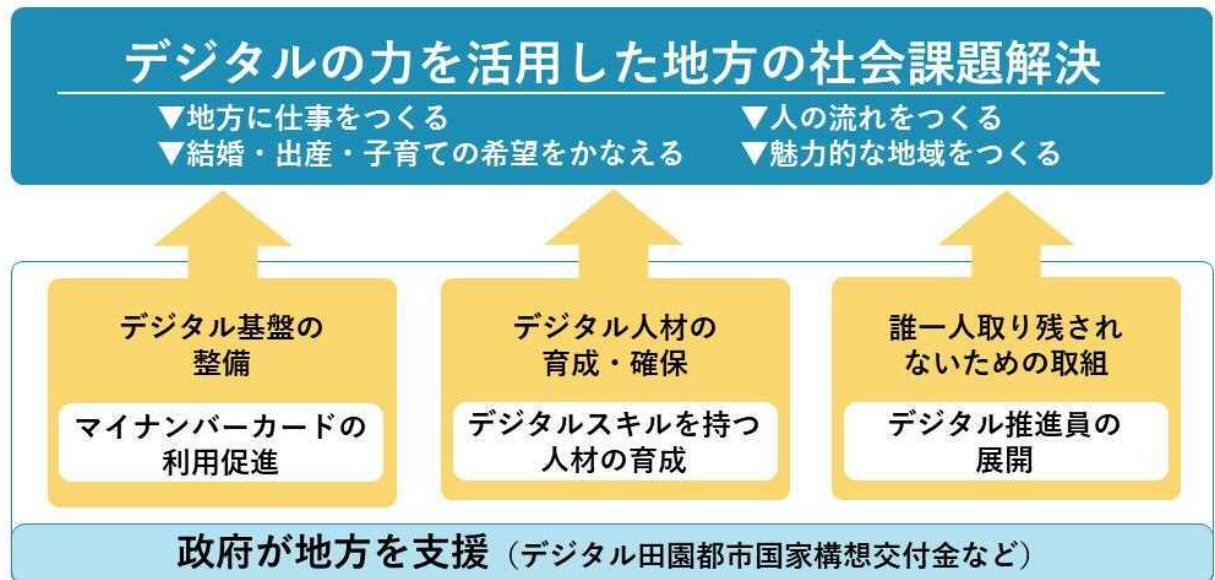 デジタルの力を活用した地方の社会課題解決
▼地方に仕事をつくる
▼人の流れをつくる
▼結婚・出産・子育ての希望をかなえる
▼魅力的な地域をつくる
デジタル基盤の
整備
マイナンバーカードの
利用促進
デジタル人材の
育成・確保
デジタルスキルを持つ
人材の育成
誰一人取り残され
ないための取組
デジタル推進員の
展開
政府が地方を支援（デジタル田園都市国家構想交付金など）